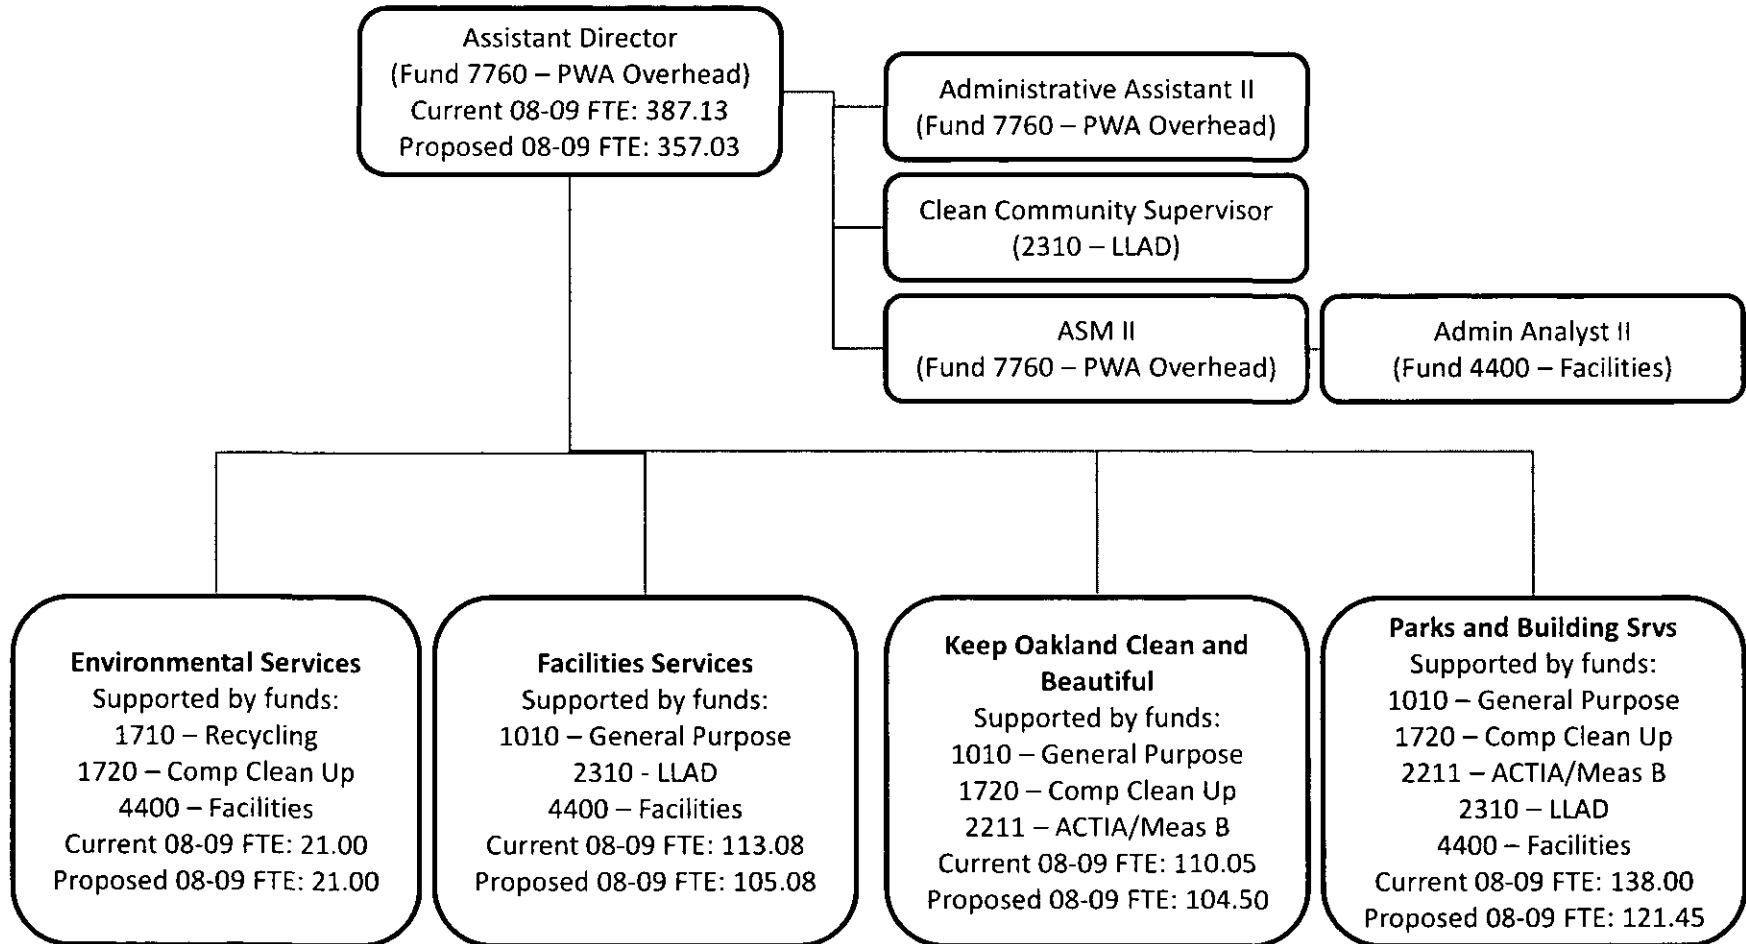 Assistant Director
(Fund 7760 – PWA Overhead)
Current 08-09 FTE: 387.13
Proposed 08-09 FTE: 357.03
Administrative Assistant II
(Fund 7760 – PWA Overhead)
Clean Community Supervisor
(2310 – LLAD)
ASM II
(Fund 7760 – PWA Overhead)
Admin Analyst II
(Fund 4400 – Facilities)
Environmental Services
Supported by funds:
1710 – Recycling
1720 – Comp Clean Up
4400 – Facilities
Current 08-09 FTE: 21.00
Proposed 08-09 FTE: 21.00
Facilities Services
Supported by funds:
1010 – General Purpose
2310 - LLAD
4400 – Facilities
Current 08-09 FTE: 113.08
Proposed 08-09 FTE: 105.08
Keep Oakland Clean and
Beautiful
Supported by funds:
1010 – General Purpose
1720 – Comp Clean Up
2211 – ACTIA/Meas B
Current 08-09 FTE: 110.05
Proposed 08-09 FTE: 104.50
Parks and Building Srvs
Supported by funds:
1010 – General Purpose
1720 – Comp Clean Up
2211 – ACTIA/Meas B
2310 – LLAD
4400 – Facilities
Current 08-09 FTE: 138.00
Proposed 08-09 FTE: 121.45